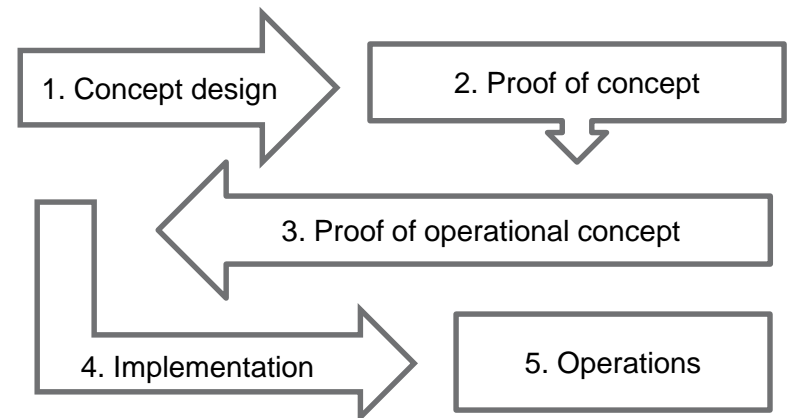 1. Concept design
2. Proof of concept
3. Proof of operational concept
4. Implementation
5. Operations